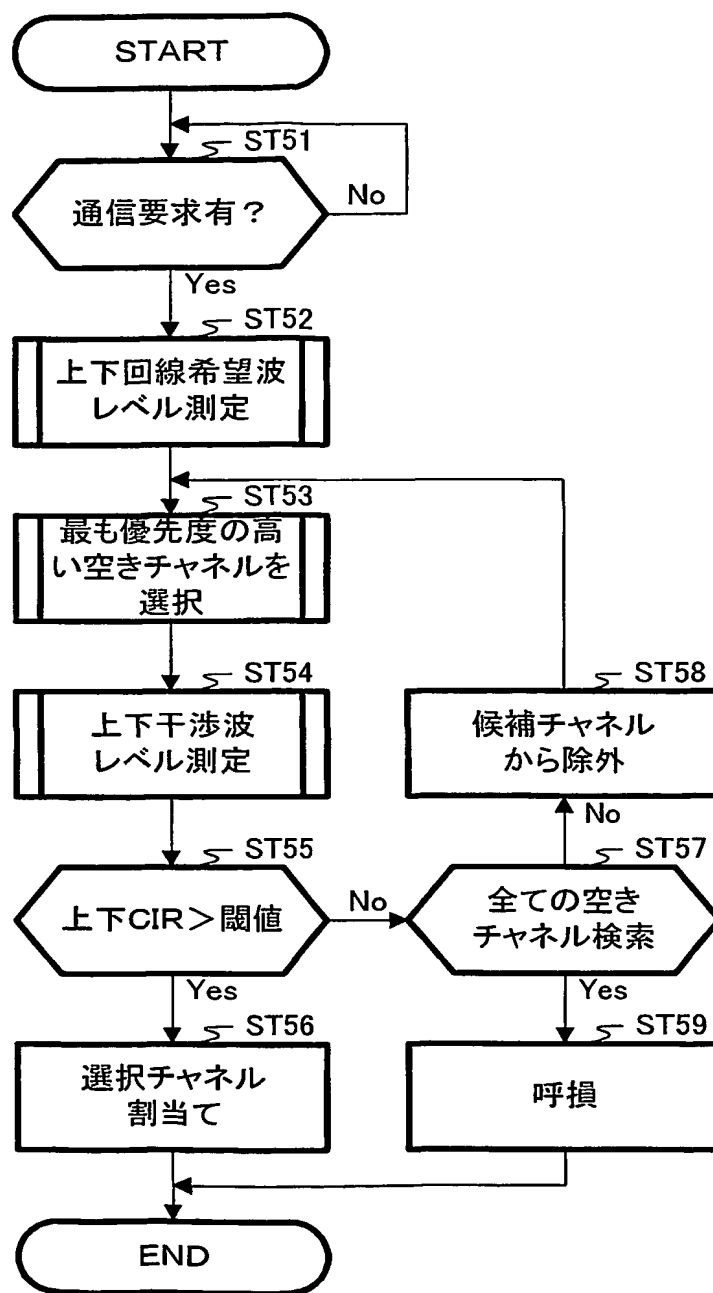 START
ST51
通信要求有？
No
Yes
ST52
上下回線希望波
レベル測定
ST53
最も優先度の高
い空きチャネルを
選択
ST54
上下干渉波
レベル測定
ST58
候補チャネル
から除外
No
ST55
上下CIR＞閾値
No
ST57
全ての空き
チャネル検索
Yes
Yes
ST56
選択チャネル
割当て
ST59
呼損
END